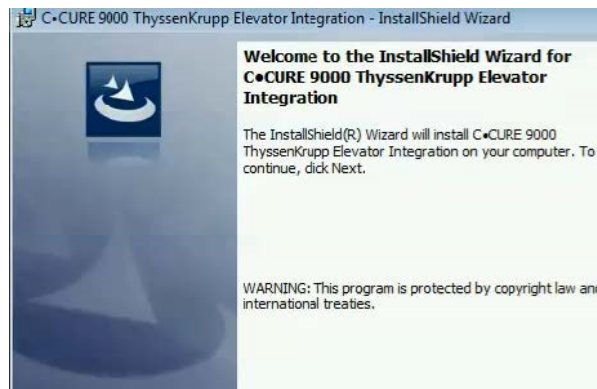 C•CURE 9000 ThyssenKrupp Elevator Integration - InstallShield Wizard
Welcome to the InstallShield Wizard for
C●CURE 9000 ThyssenKrupp Elevator
Integration
The InstallShield(R) Wizard will install C●CURE 9000
ThyssenKrupp Elevator Integration on your computer. To
continue, click Next.
WARNING: This program is protected by copyright law and
international treaties.